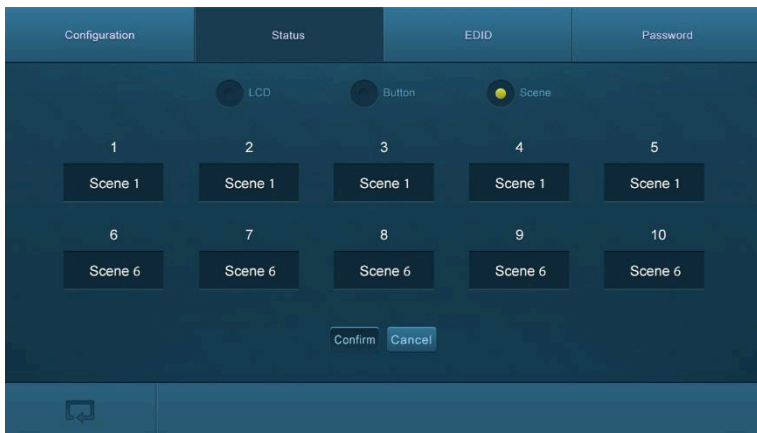 Configuration Status EDID Password
LCD Button Scene
1 2 3 4 5
Scene 1 Scene 1 Scene 1 Scene 1 Scene 1
6 7 8 9 10
Scene 6 Scene 6 Scene 6 Scene 6 Scene 6
Confirm Cancel